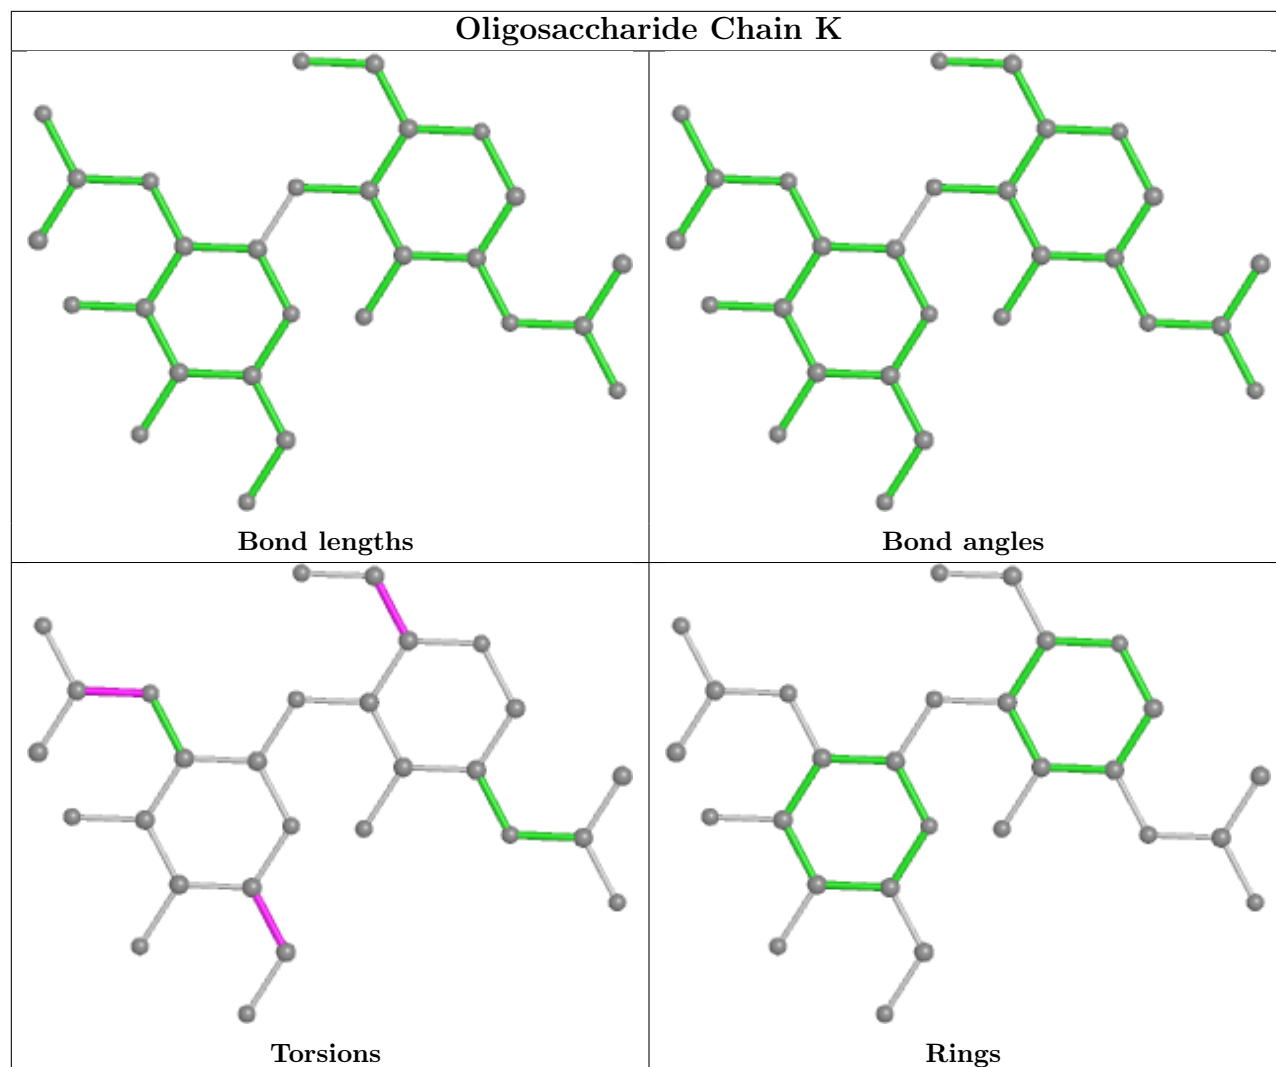 Oligosaccharide Chain K
Bond lengths
Bond angles
Torsions
Rings